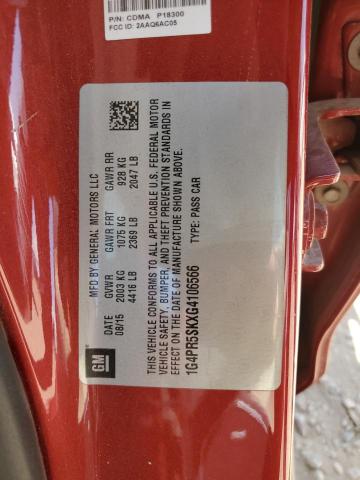 P/N: CDMA P18300
FCC ID: 2AAQ6AC05
GM
MFD BY GENERAL MOTORS LLC
DATE GVWR GAWR FRT GAWR RR
08/15 2003 KG 1075 KG 928 KG
4416 LB 2369 LB 2047 LB
THIS VEHICLE CONFORMS TO ALL APPLICABLE U.S. FEDERAL MOTOR
VEHICLE SAFETY, BUMPER, AND THEFT PREVENTION STANDARDS IN
EFFECT ON THE DATE OF MANUFACTURE SHOWN ABOVE.
1G4PR5SKXG4106566 TYPE: PASS CAR